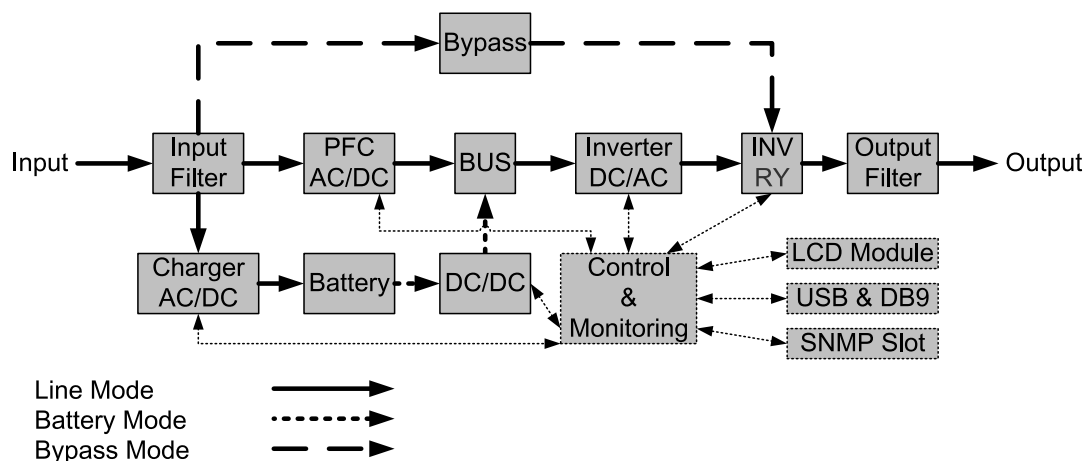 Bypass
Input
Input
Filter
PFC
AC/DC
BUS
Inverter
DC/AC
INV
RY
Output
Filter
Output
Charger
AC/DC
Battery
DC/DC
Control
&
Monitoring
LCD Module
USB & DB9
SNMP Slot
Line Mode
Battery Mode
Bypass Mode